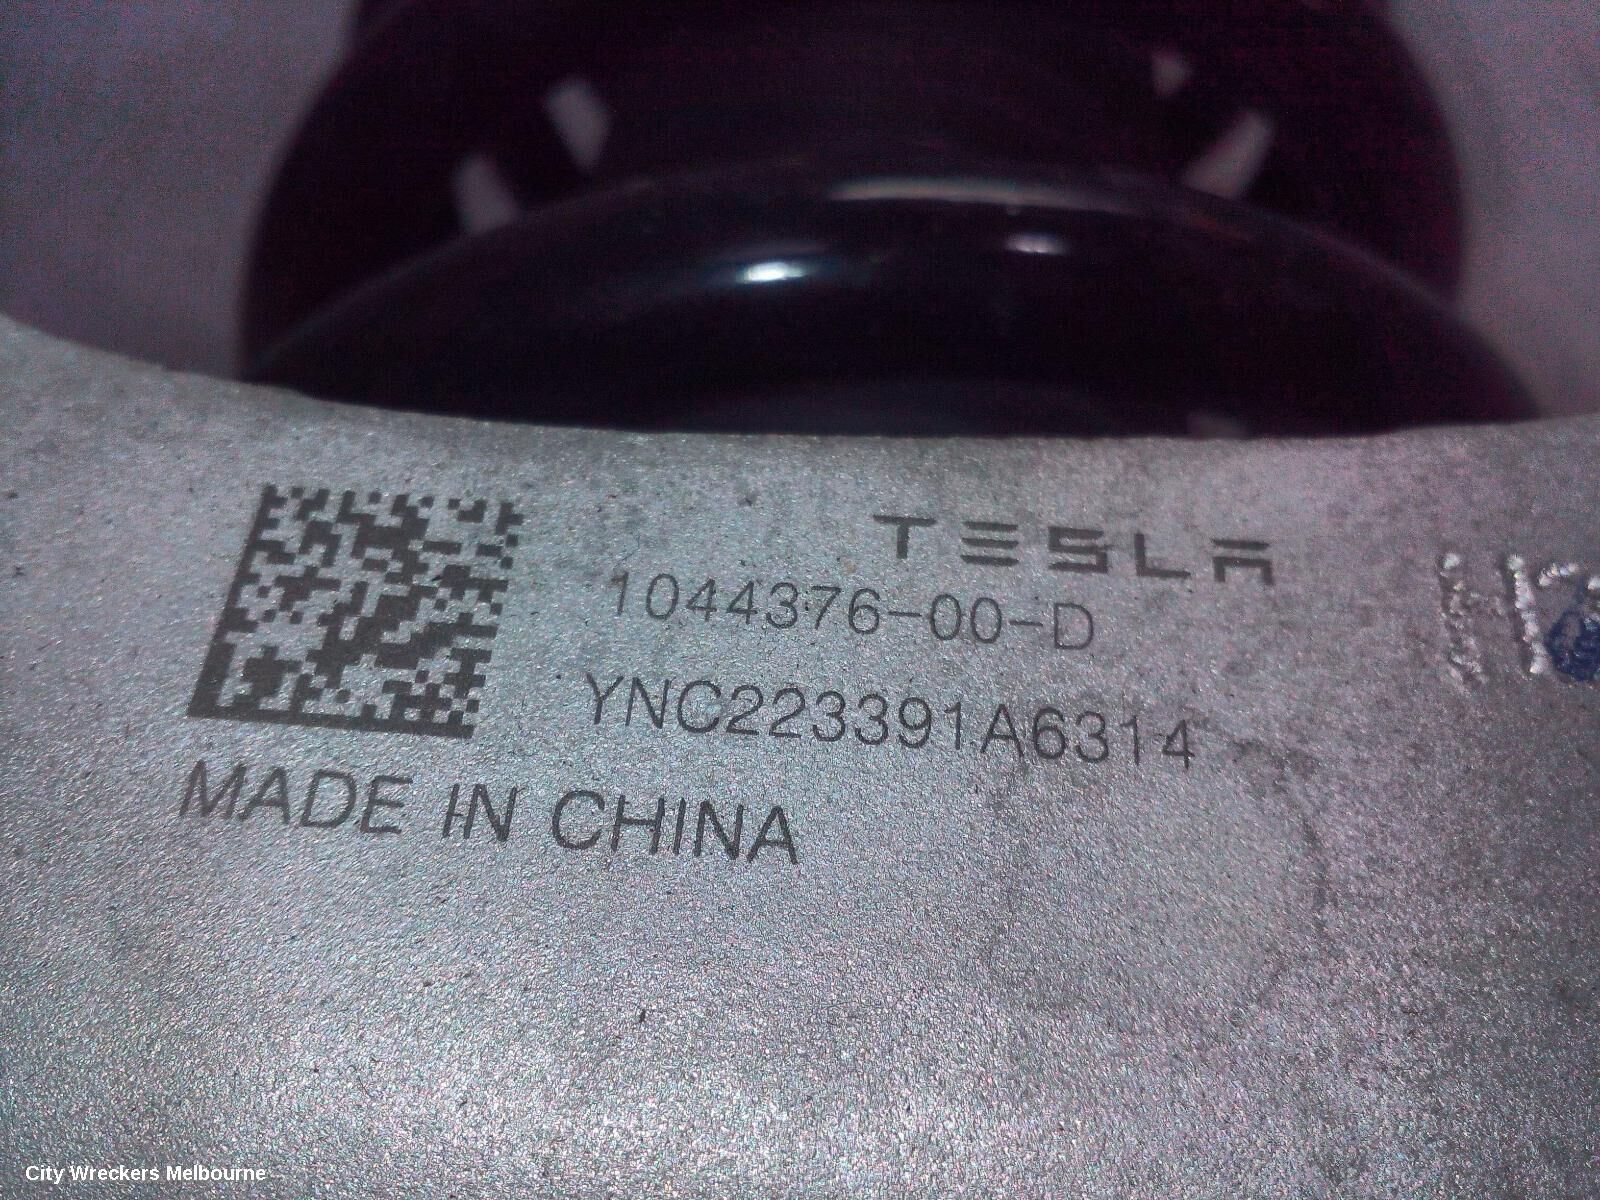 TESLA
1044376-00-D
YNC223391A6314
MADE IN CHINA
City Wreckers Melbourne